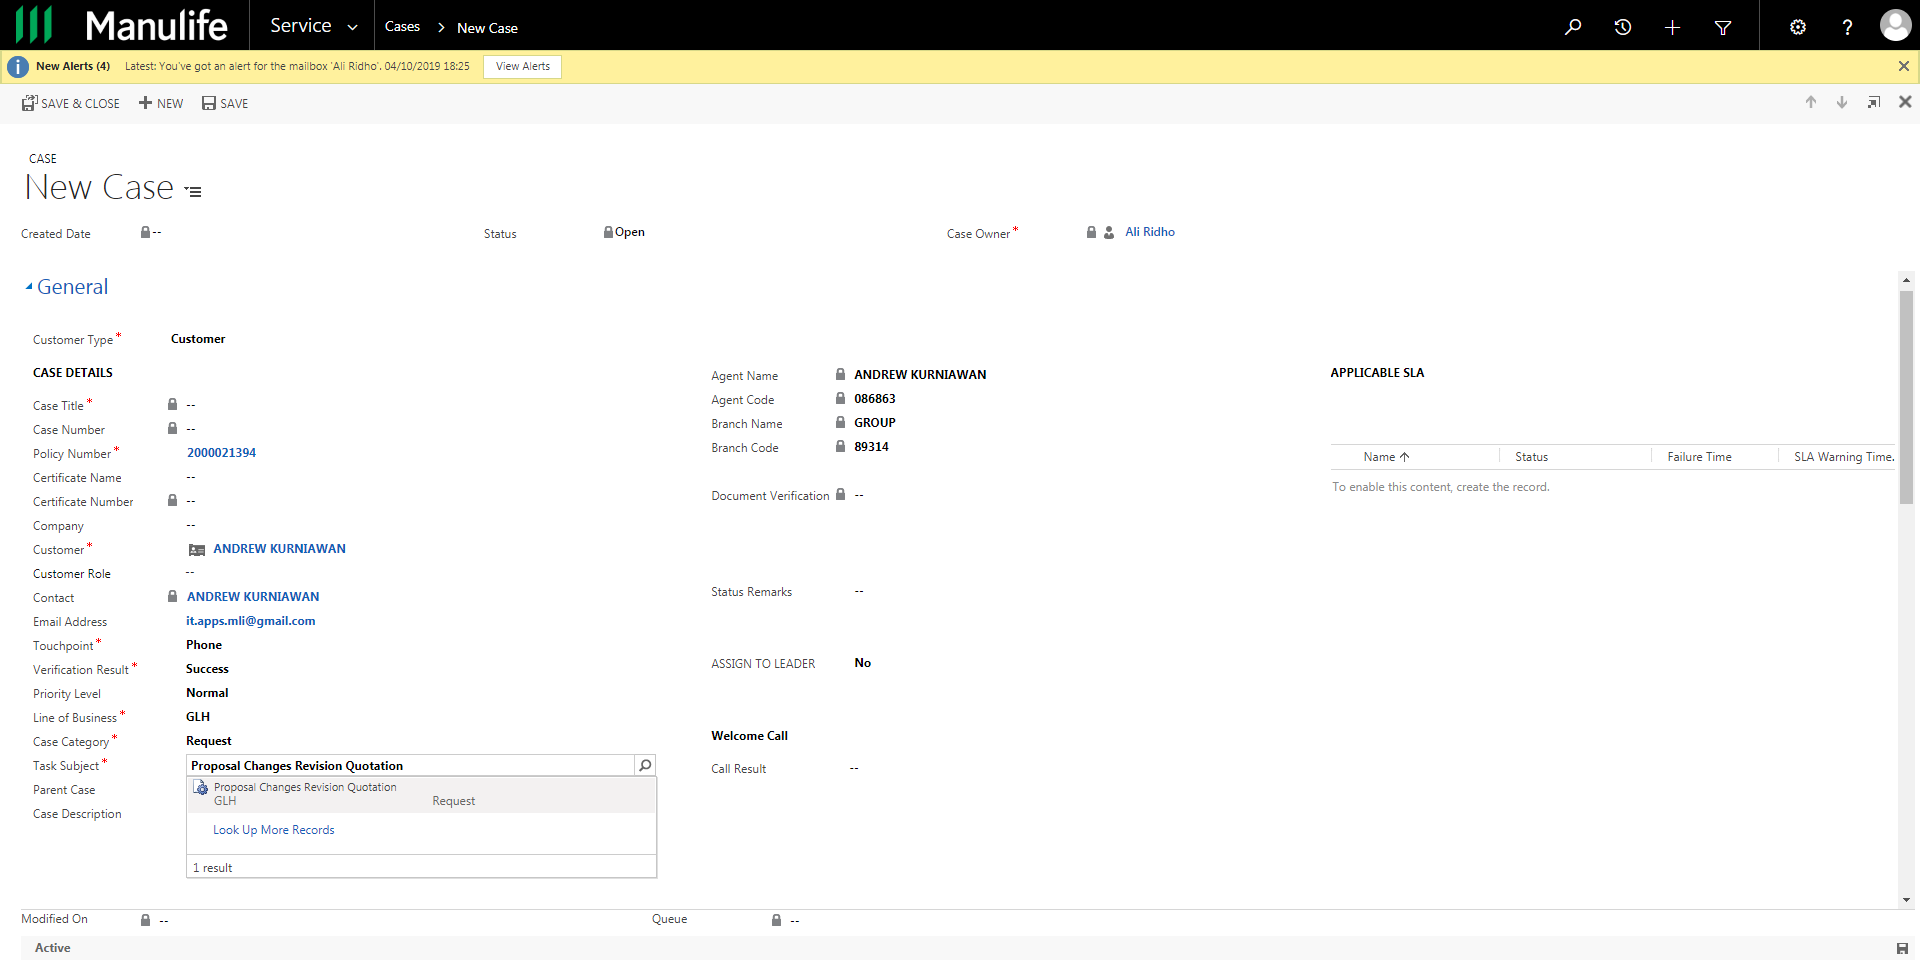 Manulife
Service
Cases
New Case
New Alerts (4)
Latest: You've got an alert for the mailbox 'Ali Ridho'. 04/10/2019 18:25
View Alerts
SAVE & CLOSE
NEW
SAVE
CASE
New Case
Created Date
--
Status
Open
Case Owner*
Ali Ridho
General
Customer Type*
Customer
CASE DETAILS
Case Title*
--
Case Number
--
Policy Number*
2000021394
Certificate Name
--
Certificate Number
--
Company
--
Customer*
ANDREW KURNIAWAN
Customer Role
--
Contact
ANDREW KURNIAWAN
Email Address
it.apps.mli@gmail.com
Touchpoint*
Phone
Verification Result*
Success
Priority Level
Normal
Line of Business*
GLH
Case Category*
Request
Task Subject*
Proposal Changes Revision Quotation
Parent Case
Case Description
Proposal Changes Revision Quotation
GLH
Request
Look Up More Records
1 result
Agent Name
ANDREW KURNIAWAN
Agent Code
086863
Branch Name
GROUP
Branch Code
89314
Document Verification
--
Status Remarks
--
ASSIGN TO LEADER
No
Welcome Call
Call Result
--
APPLICABLE SLA
Name
Status
Failure Time
SLA Warning Time.
To enable this content, create the record.
Modified On
--
Queue
--
Active